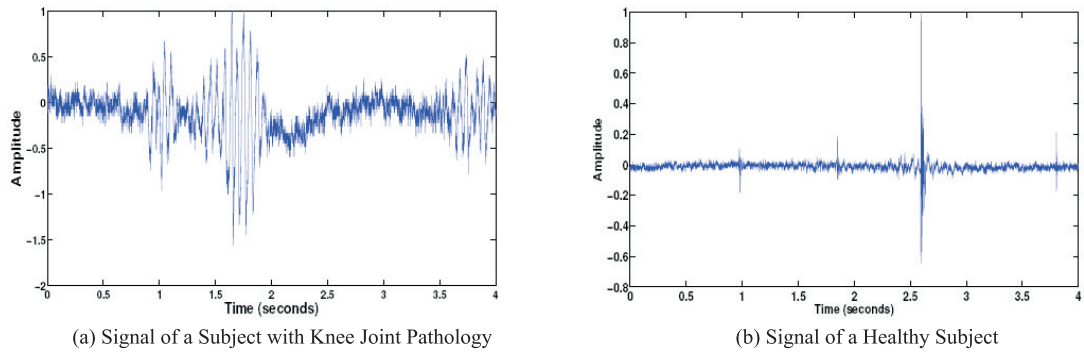 1
0.5
0
−0.5
−1
−1.5
−2
Amplitude
0 0.5 1 1.5 2 2.5 3 3.5 4
Time (seconds)
(a) Signal of a Subject with Knee Joint Pathology
1
0.8
0.6
0.4
0.2
0
−0.2
−0.4
−0.6
−0.8
Amplitude
0 0.5 1 1.5 2 2.5 3 3.5 4
Time (seconds)
(b) Signal of a Healthy Subject